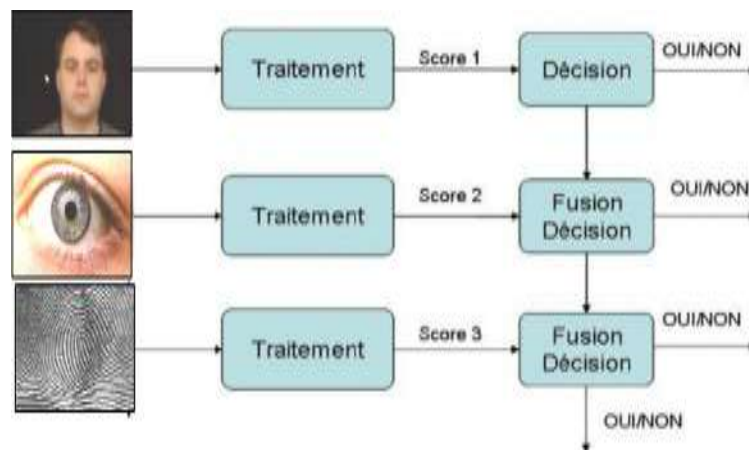 Traitement
Score 1
Décision
OUI/NON
Traitement
Score 2
Fusion
Décision
OUI/NON
Traitement
Score 3
Fusion
Décision
OUI/NON
OUI/NON